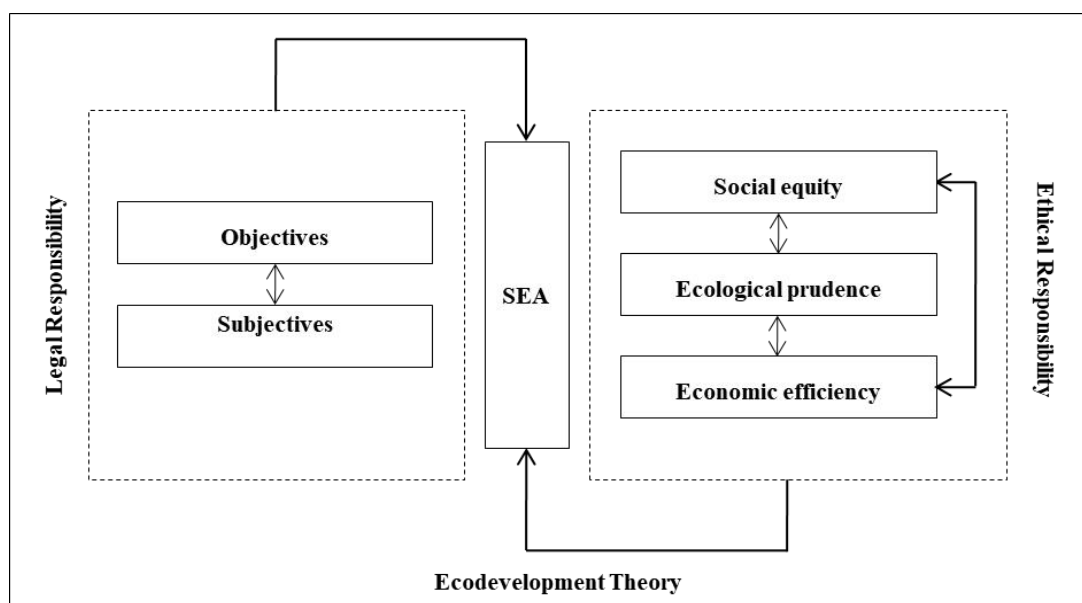 Legal Responsibility
Objectives
Subjectives
SEA
Social equity
Ecological prudence
Economic efficiency
Ethical Responsibility
Ecodevelopment Theory